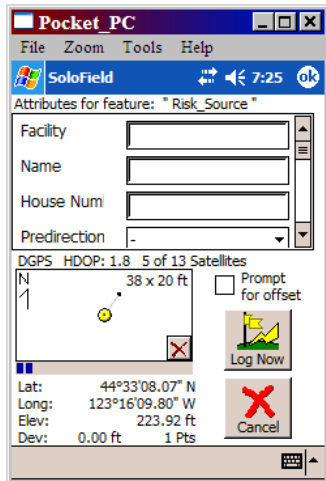 Pocket_PC
File Zoom Tools Help
SoloField 7:25 ok
Attributes for feature: " Risk_Source "
Facility
Name
House Num
Predirection -
DGPS HDOP: 1.8 5 of 13 Satellites
N 38 x 20 ft
Prompt
for offset
Log Now
Lat: 44°33'08.07" N
Long: 123°16'09.80" W
Elev: 223.92 ft
Dev: 0.00 ft 1 Pts
Cancel